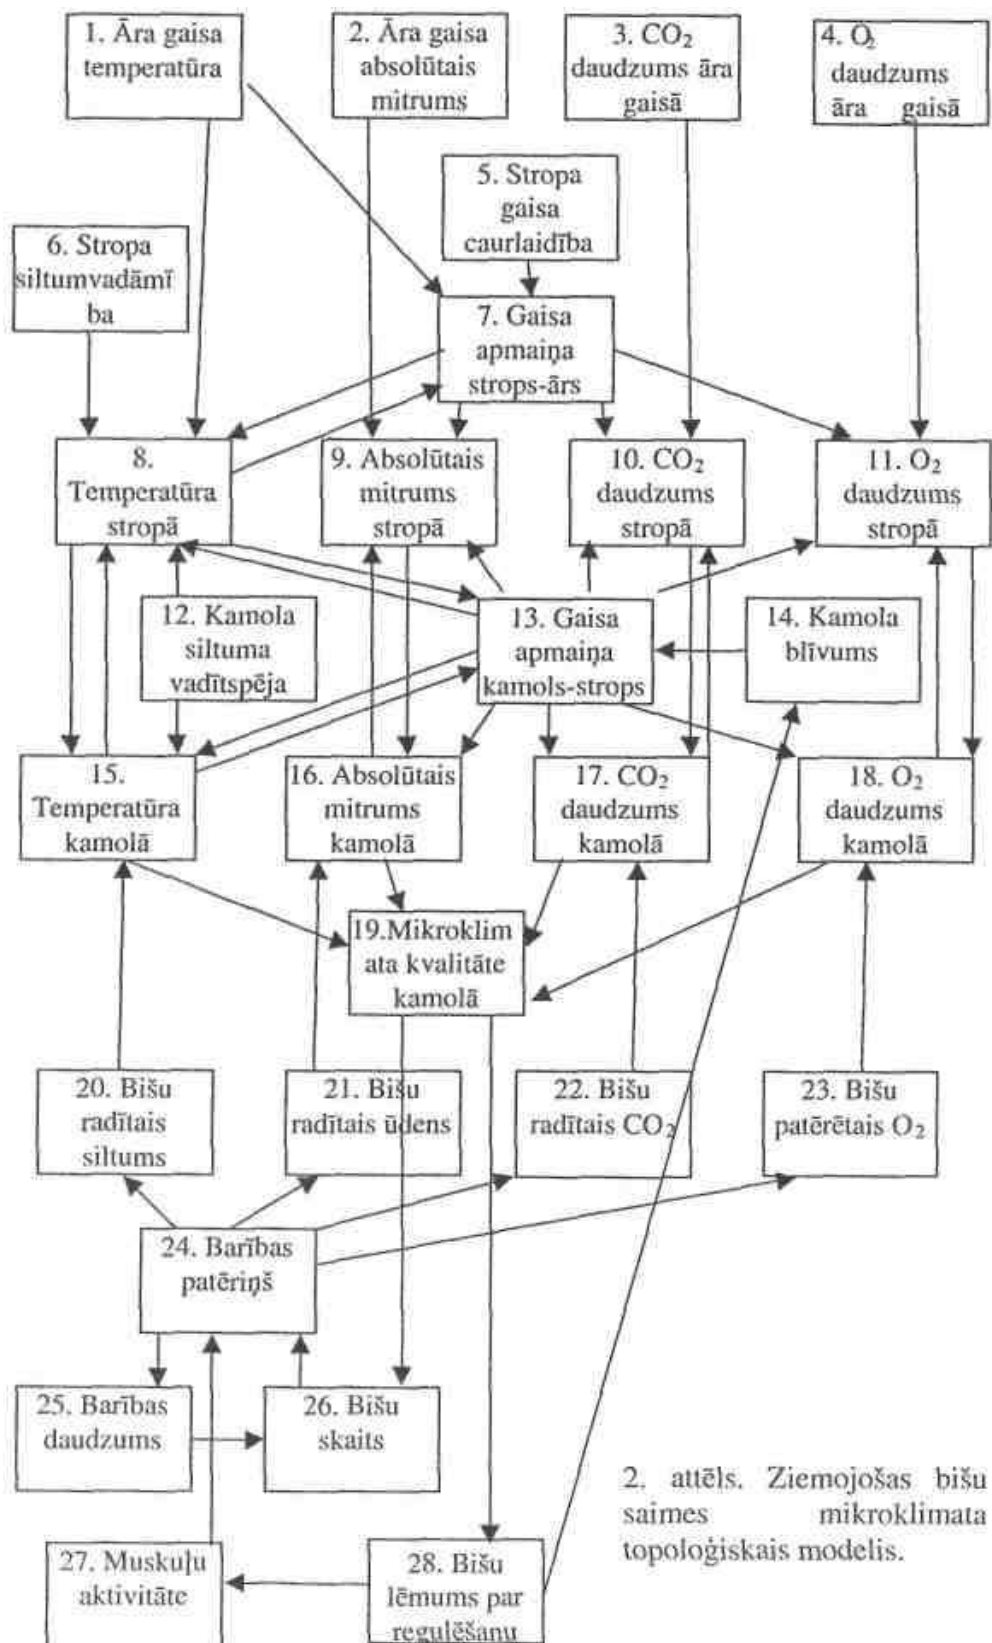 1. Āra gaisa
temperatūra
2. Āra gaisa
absolūtais
mitrums
3. CO₂
daudzums āra
gaisā
4. O₂
daudzums
āra gaisā
5. Stropa
gaisa
caurlaidība
6. Stropa
siltumvadāmī
ba
7. Gaisa
apmaiņa
strops-ārs
8.
Temperatūra
stropā
9. Absolūtais
mitrums
stropā
10. CO₂
daudzums
stropā
11. O₂
daudzums
stropā
12. Kamola
siltuma
vadītspēja
13. Gaisa
apmaiņa
kamols-strops
14. Kamola
blīvums
15.
Temperatūra
kamolā
16. Absolūtais
mitrums
kamolā
17. CO₂
daudzums
kamolā
18. O₂
daudzums
kamolā
19.Mikroklim
ata kvalitāte
kamolā
20. Bišu
radītais
siltums
21. Bišu
radītais ūdens
22. Bišu
radītais CO₂
23. Bišu
patērētais O₂
24. Barības
patēriņš
25. Barības
daudzums
26. Bišu
skaits
27. Muskuļu
aktivitāte
28. Bišu
lēmums par
regulēšanu
2. attēls. Ziemojošas bišu
saimes mikroklimata
topoloģiskais modelis.